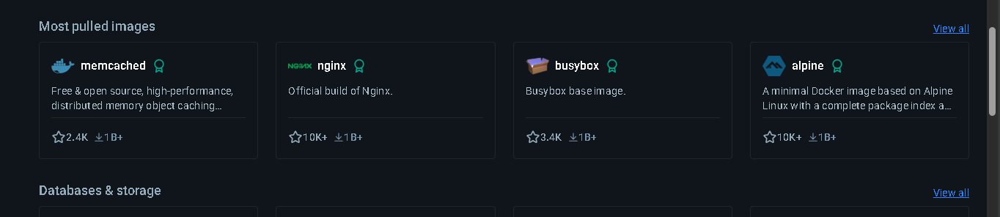 Most pulled images
View all
memcached
Free & open source, high-performance,
distributed memory object caching...
2.4K 1B+
NGINX nginx
Official build of Nginx.
10K+ 1B+
busybox
Busybox base image.
3.4K 1B+
alpine
A minimal Docker image based on Alpine
Linux with a complete package index a...
10K+ 1B+
Databases & storage
View all